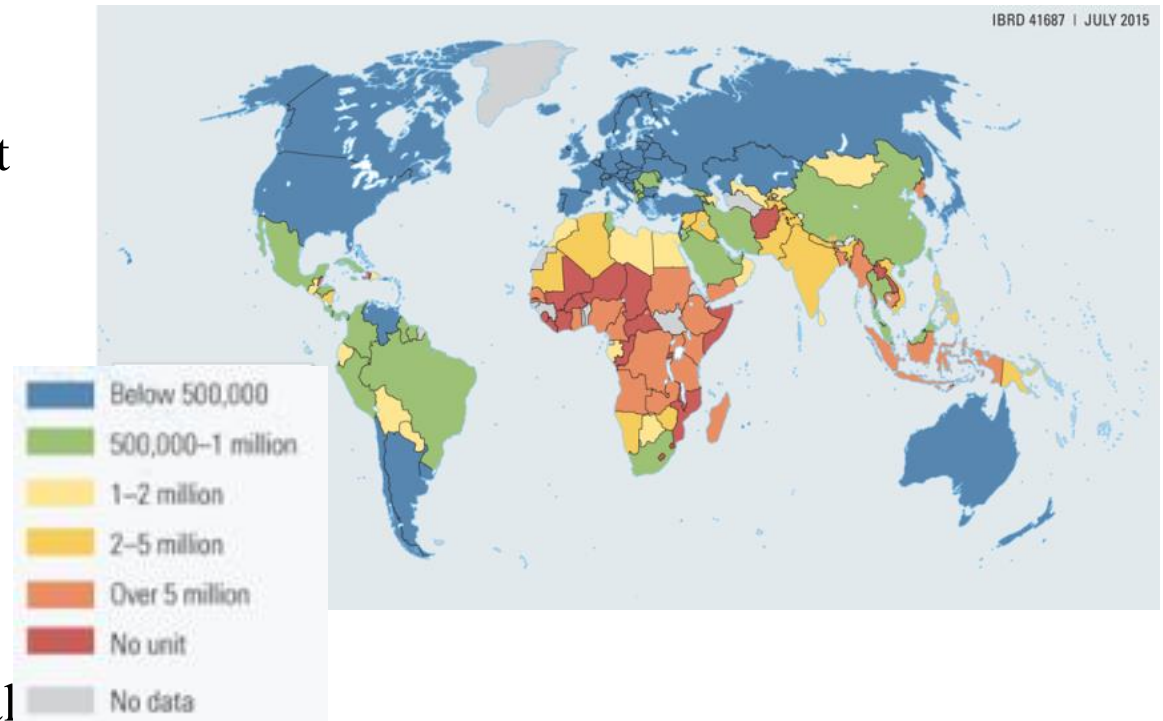 IBRD 41687 | JULY 2015
t
Below 500,000
500,000–1 million
1–2 million
2–5 million
Over 5 million
No unit
No data